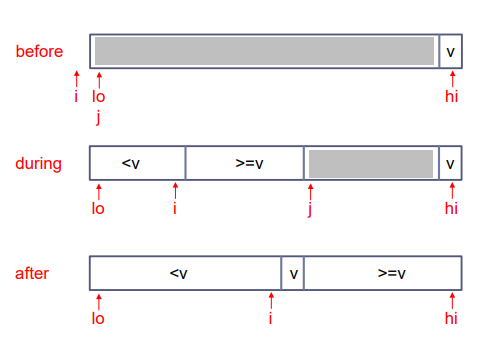 before v
i lo hi
j
during <v >=v v
lo i j hi
after <v v >=v
lo i hi